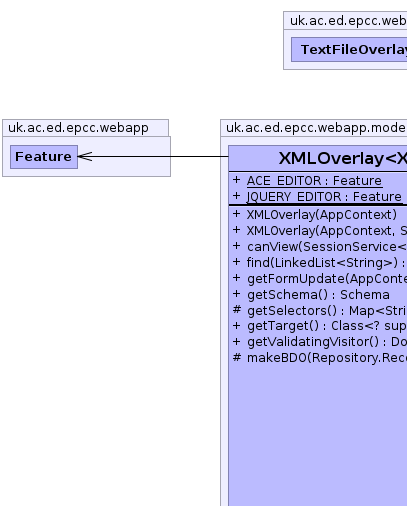 uk.ac.ed.epcc.web
TextFileOverlay
uk.ac.ed.epcc.webapp
Feature
uk.ac.ed.epcc.webapp.mode
XMLOverlay<X
+ ACE_EDITOR : Feature
+ JQUERY_EDITOR : Feature
+ XMLOverlay(AppContext)
+ XMLOverlay(AppContext, S
+ canView(SessionService<
+ find(LinkedList<String>) :
+ getFormUpdate(AppConte
+ getSchema() : Schema
# getSelectors() : Map<Stri
+ getTarget() : Class<? sup
+ getValidatingVisitor() : Do
# makeBDO(Repository.Reco